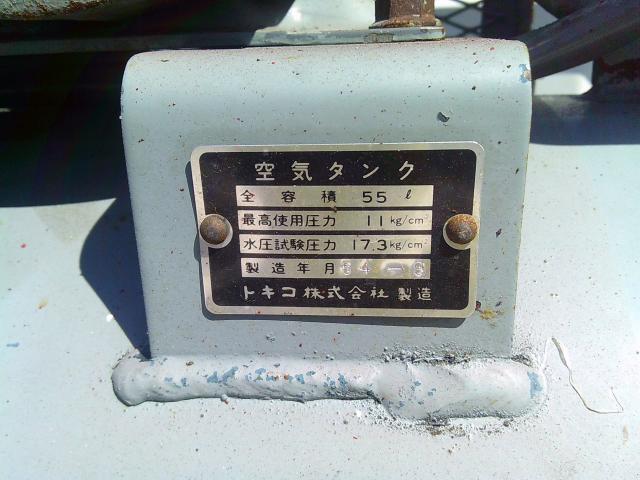 空気タンク
全容積 55 ℓ
最高使用圧力 11 kg/cm²
水圧試験圧力 17.3 kg/cm²
製造年月
トキコ株式会社 製造